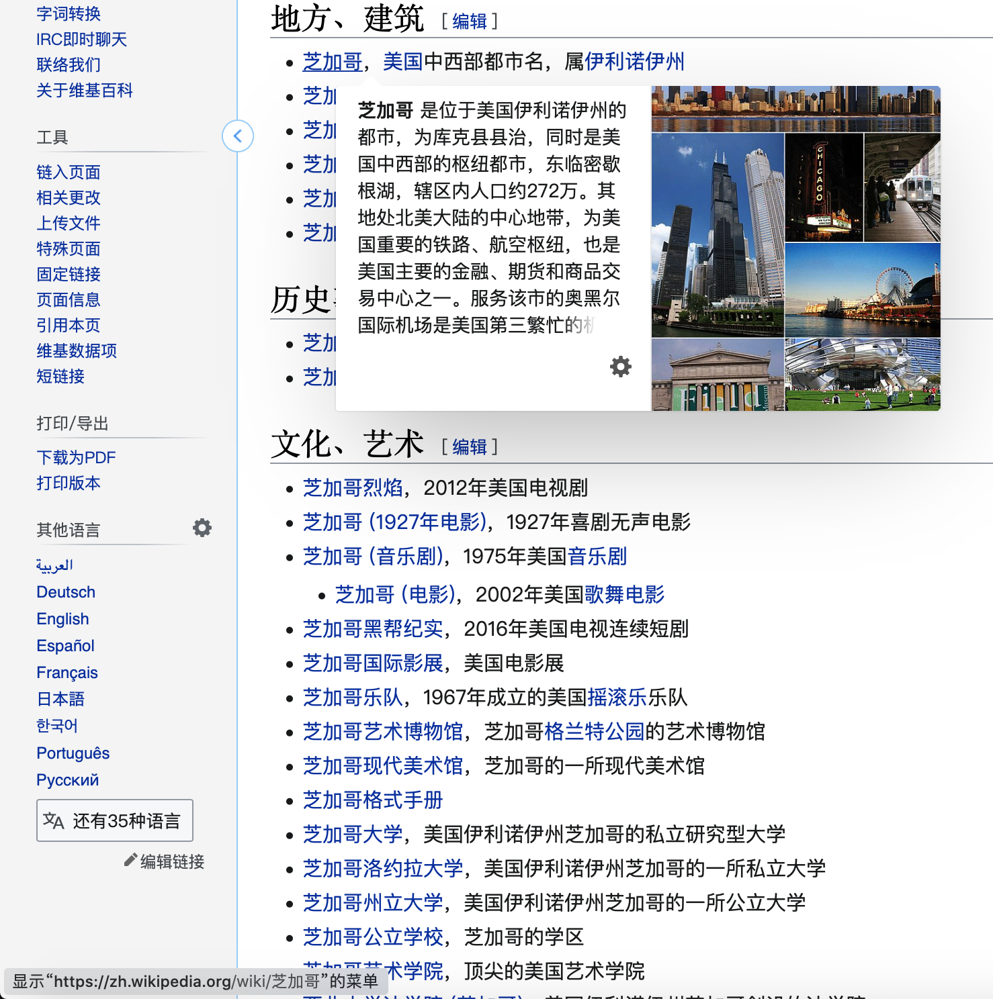 字词转换
IRC即时聊天
联络我们
关于维基百科
工具
链入页面
相关更改
上传文件
特殊页面
固定链接
页面信息
引用本页
维基数据项
短链接
打印/导出
下载为PDF
打印版本
其他语言
العربية
Deutsch
English
Español
Français
日本語
한국어
Português
Русский
还有35种语言
编辑链接
地方、建筑 [ 编辑 ]
芝加哥，美国中西部都市名，属伊利诺伊州
芝加
芝加
芝加
芝加
芝加
历史
芝加
芝加
芝加哥 是位于美国伊利诺伊州的
都市，为库克县县治，同时是美
国中西部的枢纽都市，东临密歇
根湖，辖区内人口约272万。其
地处北美大陆的中心地带，为美
国重要的铁路、航空枢纽，也是
美国主要的金融、期货和商品交
易中心之一。服务该市的奥黑尔
国际机场是美国第三繁忙的机
CHICAGO
Field
Museum
文化、艺术 [ 编辑 ]
芝加哥烈焰，2012年美国电视剧
芝加哥 (1927年电影)，1927年喜剧无声电影
芝加哥 (音乐剧)，1975年美国音乐剧
芝加哥 (电影)，2002年美国歌舞电影
芝加哥黑帮纪实，2016年美国电视连续短剧
芝加哥国际影展，美国电影展
芝加哥乐队，1967年成立的美国摇滚乐乐队
芝加哥艺术博物馆，芝加哥格兰特公园的艺术博物馆
芝加哥现代美术馆，芝加哥的一所现代美术馆
芝加哥格式手册
芝加哥大学，美国伊利诺伊州芝加哥的私立研究型大学
芝加哥洛约拉大学，美国伊利诺伊州芝加哥的一所私立大学
芝加哥州立大学，美国伊利诺伊州芝加哥的一所公立大学
芝加哥公立学校，芝加哥的学区
芝加哥艺术学院，顶尖的美国艺术学院
显示“https://zh.wikipedia.org/wiki/芝加哥”的菜单